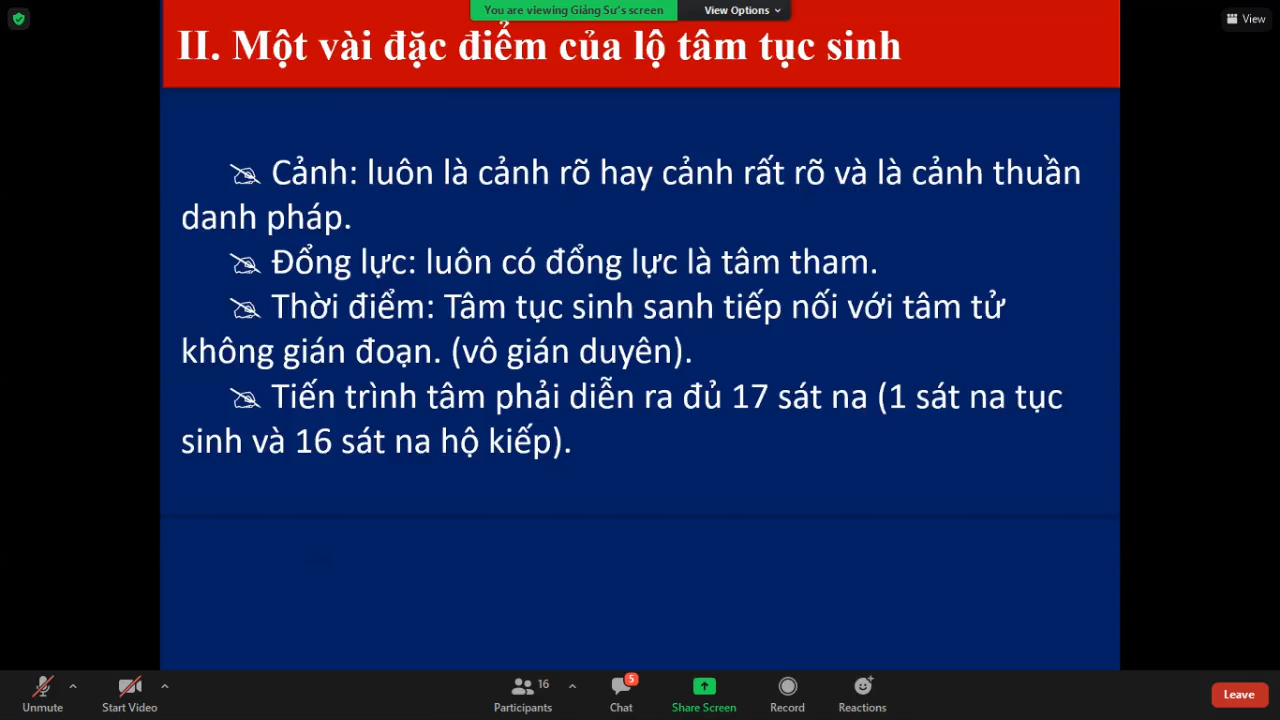 You are viewing Giảng Sư's screen
View Options
View
II. Một vài đặc điểm của lộ tâm tục sinh
Cảnh: luôn là cảnh rõ hay cảnh rất rõ và là cảnh thuần
danh pháp.
Đổng lực: luôn có đổng lực là tâm tham.
Thời điểm: Tâm tục sinh sanh tiếp nối với tâm tử
không gián đoạn. (vô gián duyên).
Tiến trình tâm phải diễn ra đủ 17 sát na (1 sát na tục
sinh và 16 sát na hộ kiếp).
Unmute
Start Video
16
Participants
5
Chat
Share Screen
Record
Reactions
Leave